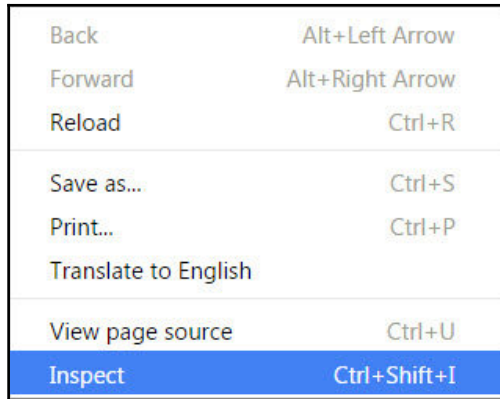 Back Alt+Left Arrow
Forward Alt+Right Arrow
Reload Ctrl+R
Save as... Ctrl+S
Print... Ctrl+P
Translate to English
View page source Ctrl+U
Inspect Ctrl+Shift+I